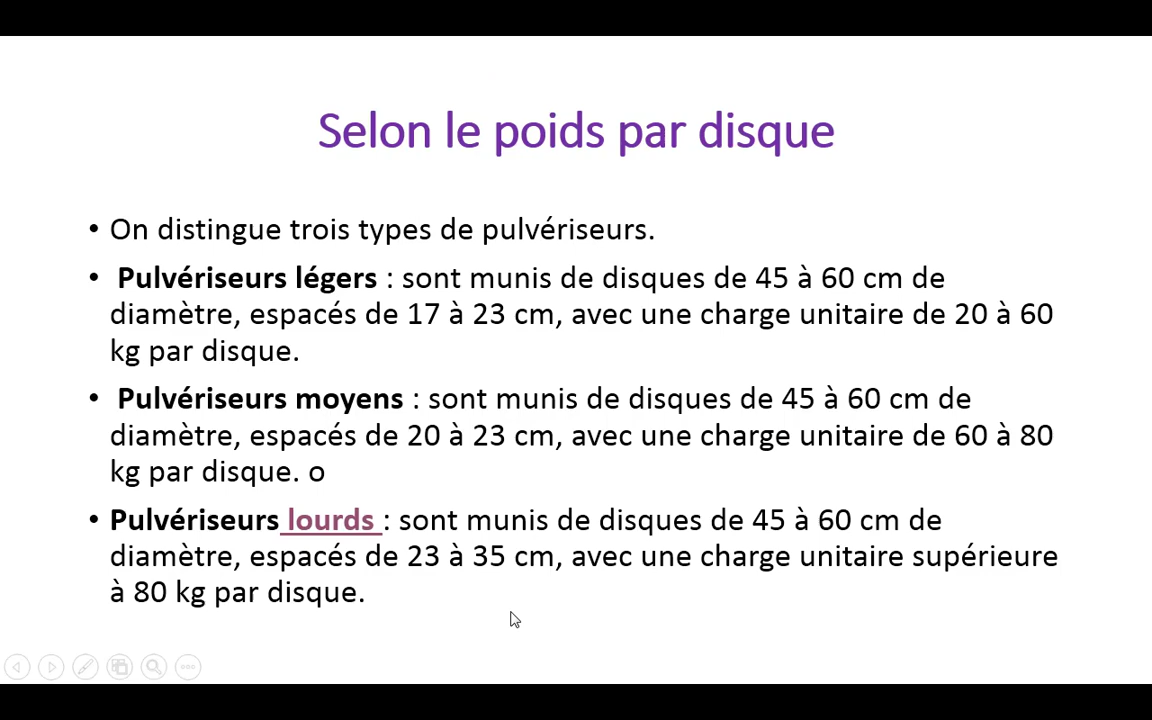 Selon le poids par disque
• On distingue trois types de pulvériseurs.
• Pulvériseurs légers : sont munis de disques de 45 à 60 cm de
diamètre, espacés de 17 à 23 cm, avec une charge unitaire de 20 à 60
kg par disque.
• Pulvériseurs moyens : sont munis de disques de 45 à 60 cm de
diamètre, espacés de 20 à 23 cm, avec une charge unitaire de 60 à 80
kg par disque. o
• Pulvériseurs lourds : sont munis de disques de 45 à 60 cm de
diamètre, espacés de 23 à 35 cm, avec une charge unitaire supérieure
à 80 kg par disque.